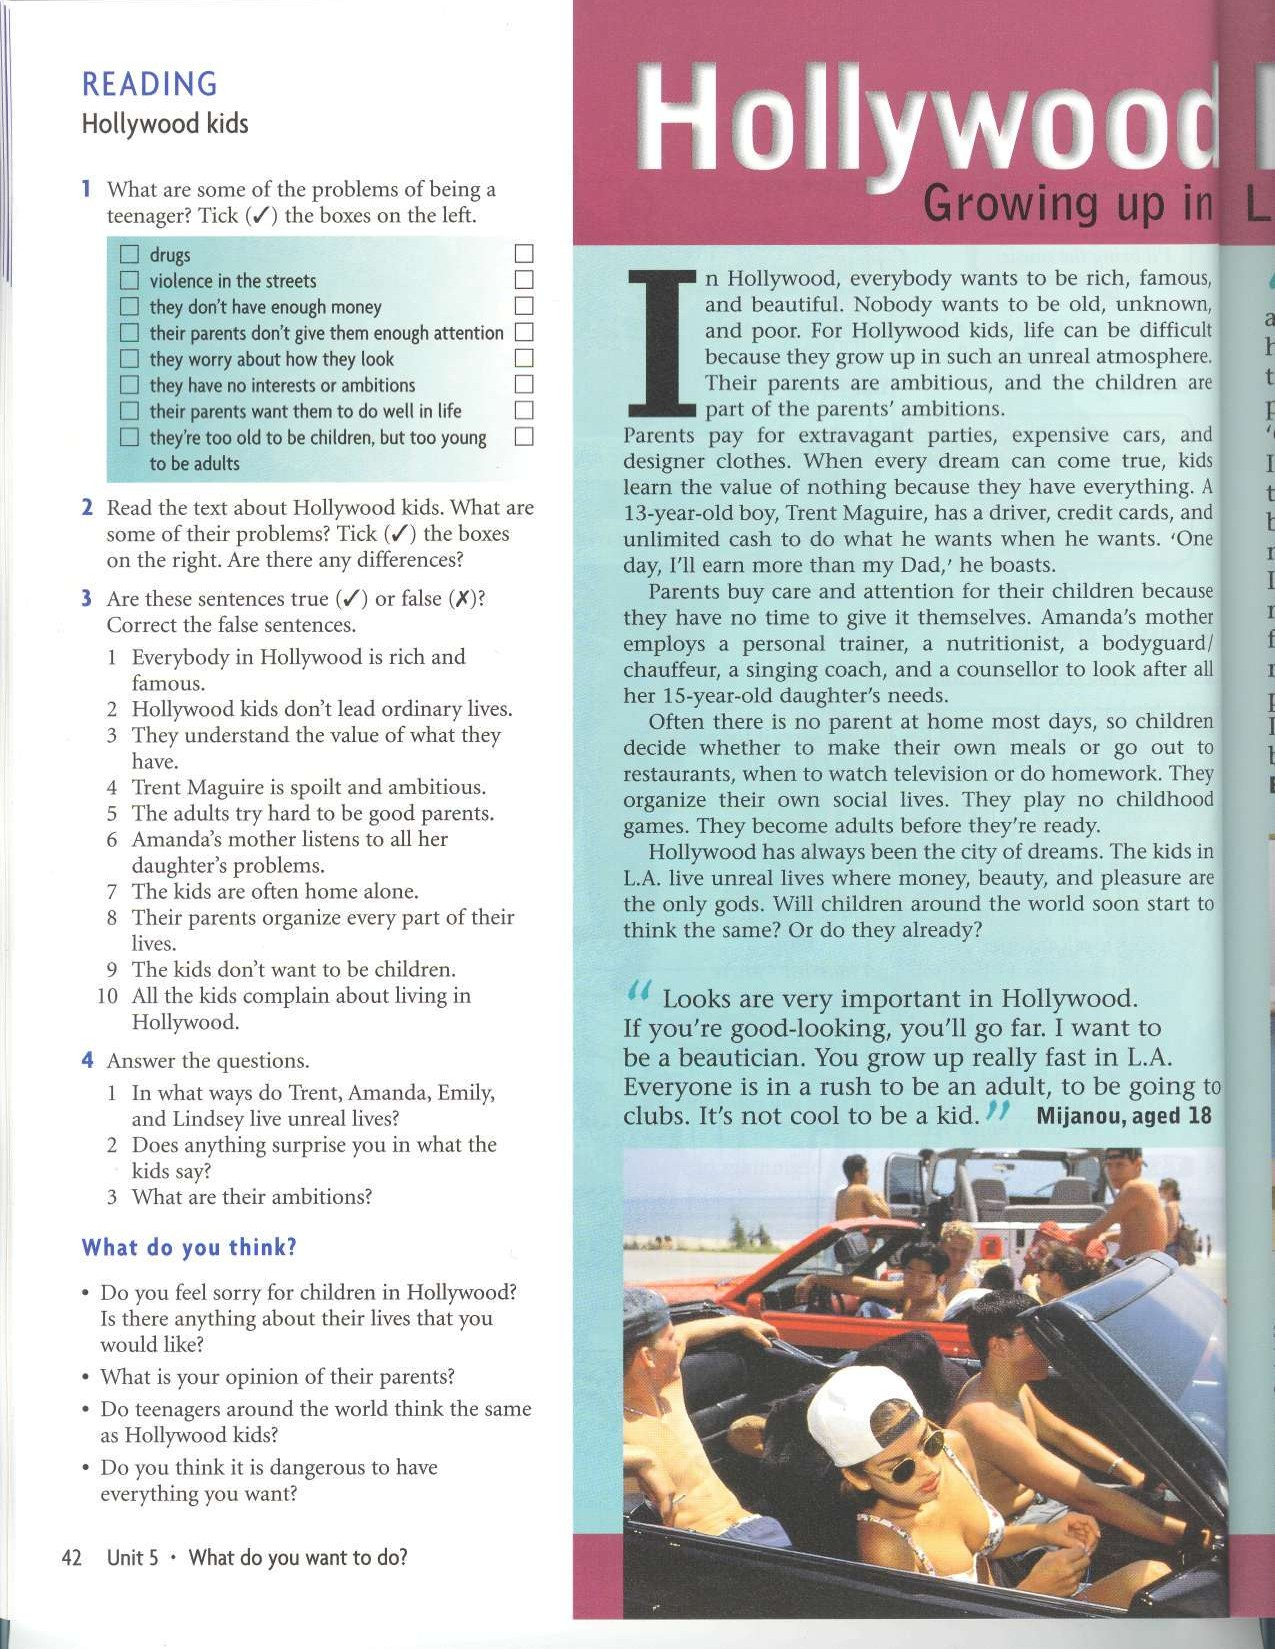 READING
Hollywood kids
1 What are some of the problems of being a
teenager? Tick (✓) the boxes on the left.
drugs
violence in the streets
they don't have enough money
their parents don't give them enough attention
they worry about how they look
they have no interests or ambitions
their parents want them to do well in life
they're too old to be children, but too young
to be adults
2 Read the text about Hollywood kids. What are
some of their problems? Tick (✓) the boxes
on the right. Are there any differences?
3 Are these sentences true (✓) or false (✗)?
Correct the false sentences.
1 Everybody in Hollywood is rich and
famous.
2 Hollywood kids don't lead ordinary lives.
3 They understand the value of what they
have.
4 Trent Maguire is spoilt and ambitious.
5 The adults try hard to be good parents.
6 Amanda's mother listens to all her
daughter's problems.
7 The kids are often home alone.
8 Their parents organize every part of their
lives.
9 The kids don't want to be children.
10 All the kids complain about living in
Hollywood.
4 Answer the questions.
1 In what ways do Trent, Amanda, Emily,
and Lindsey live unreal lives?
2 Does anything surprise you in what the
kids say?
3 What are their ambitions?
What do you think?
• Do you feel sorry for children in Hollywood?
Is there anything about their lives that you
would like?
• What is your opinion of their parents?
• Do teenagers around the world think the same
as Hollywood kids?
• Do you think it is dangerous to have
everything you want?
42 Unit 5 • What do you want to do?
Hollywood
Growing up in L
In Hollywood, everybody wants to be rich, famous,
and beautiful. Nobody wants to be old, unknown,
and poor. For Hollywood kids, life can be difficult
because they grow up in such an unreal atmosphere.
Their parents are ambitious, and the children are
part of the parents' ambitions.
Parents pay for extravagant parties, expensive cars, and
designer clothes. When every dream can come true, kids
learn the value of nothing because they have everything. A
13-year-old boy, Trent Maguire, has a driver, credit cards, and
unlimited cash to do what he wants when he wants. 'One
day, I'll earn more than my Dad,' he boasts.
Parents buy care and attention for their children because
they have no time to give it themselves. Amanda's mother
employs a personal trainer, a nutritionist, a bodyguard/
chauffeur, a singing coach, and a counsellor to look after all
her 15-year-old daughter's needs.
Often there is no parent at home most days, so children
decide whether to make their own meals or go out to
restaurants, when to watch television or do homework. They
organize their own social lives. They play no childhood
games. They become adults before they're ready.
Hollywood has always been the city of dreams. The kids in
L.A. live unreal lives where money, beauty, and pleasure are
the only gods. Will children around the world soon start to
think the same? Or do they already?
“ Looks are very important in Hollywood.
If you're good-looking, you'll go far. I want to
be a beautician. You grow up really fast in L.A.
Everyone is in a rush to be an adult, to be going to
clubs. It's not cool to be a kid. ” Mijanou, aged 18